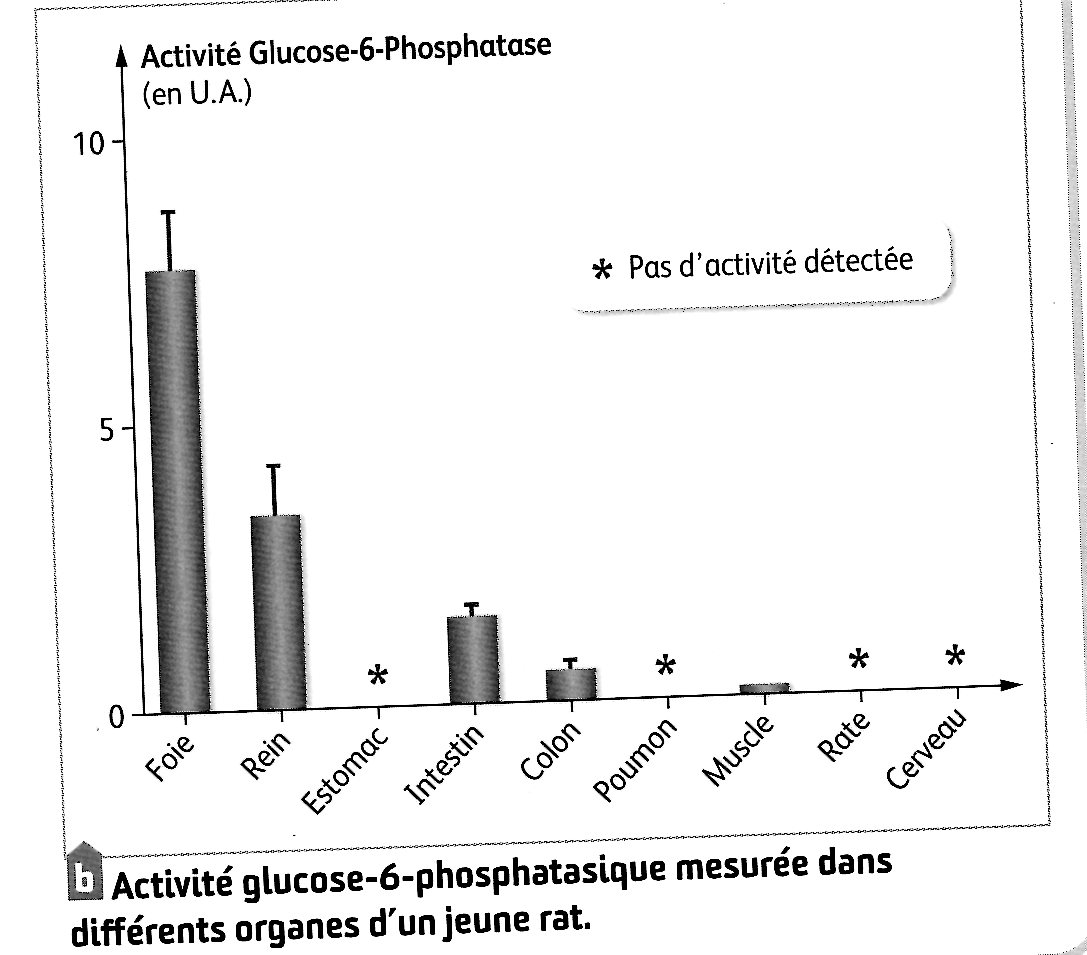 Activité Glucose-6-Phosphatase
(en U.A.)
10
* Pas d'activité détectée
5
* * * *
0
Foie Rein Estomac Intestin Colon Poumon Muscle Rate Cerveau
b Activité glucose-6-phosphatasique mesurée dans
différents organes d'un jeune rat.